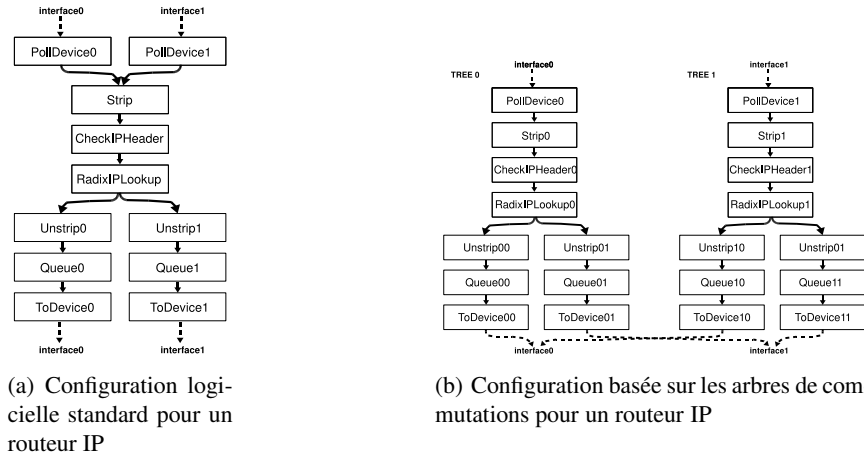 interface0
interface1
PollDevice0
PollDevice1
Strip
CheckIPHeader
RadixIPLookup
Unstrip0
Unstrip1
Queue0
Queue1
ToDevice0
ToDevice1
interface0
interface1
(a) Configuration logi-
cielle standard pour un
routeur IP
TREE 0
interface0
TREE 1
interface1
PollDevice0
PollDevice1
Strip0
Strip1
CheckIPHeader0
CheckIPHeader1
RadixIPLookup0
RadixIPLookup1
Unstrip00
Unstrip01
Unstrip10
Unstrip01
Queue00
Queue01
Queue10
Queue11
ToDevice00
ToDevice01
ToDevice10
ToDevice11
interface0
interface1
(b) Configuration basée sur les arbres de com
mutations pour un routeur IP